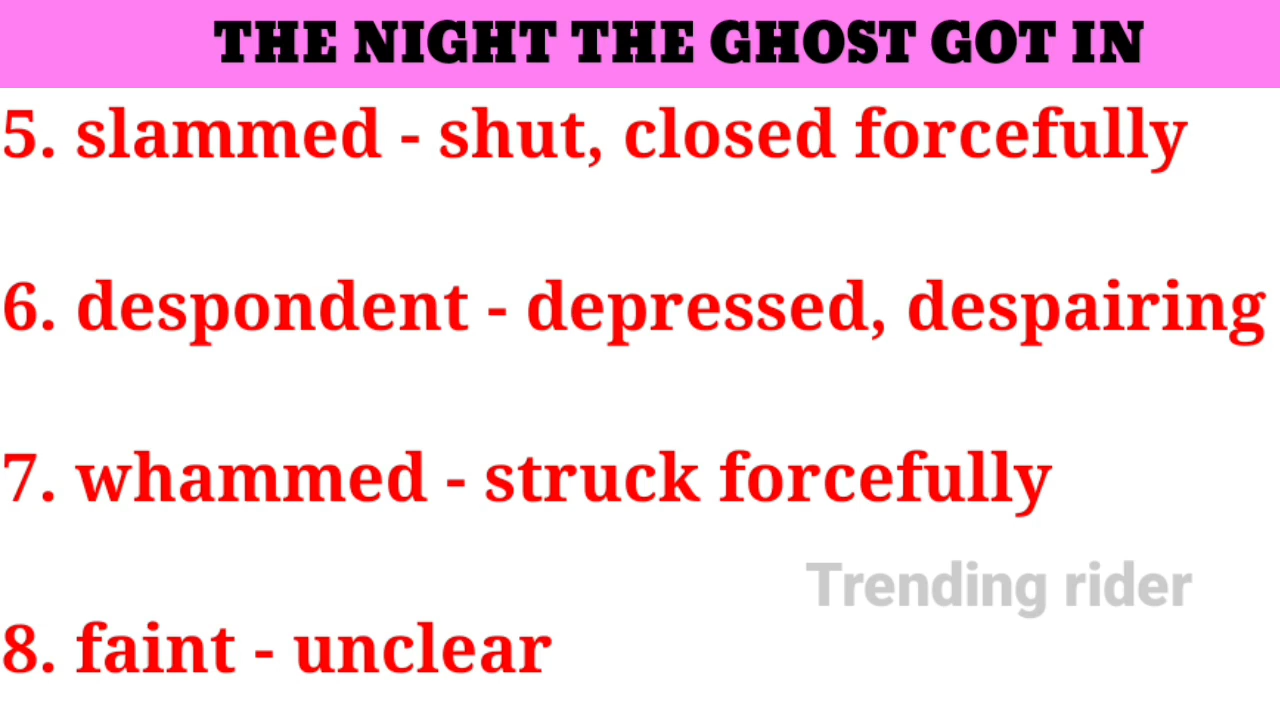 THE NIGHT THE GHOST GOT IN
5. slammed - shut, closed forcefully
6. despondent - depressed, despairing
7. whammed - struck forcefully
Trending rider
8. faint - unclear